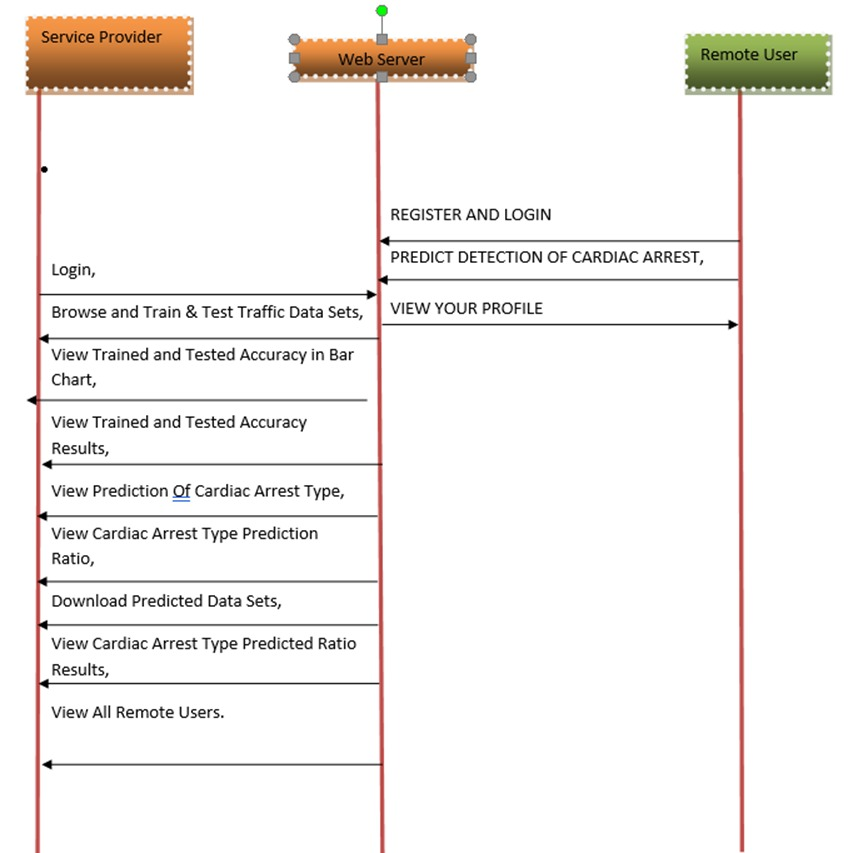 Service Provider
Web Server
Remote User
REGISTER AND LOGIN
PREDICT DETECTION OF CARDIAC ARREST,
VIEW YOUR PROFILE
Login,
Browse and Train & Test Traffic Data Sets,
View Trained and Tested Accuracy in Bar
Chart,
View Trained and Tested Accuracy
Results,
View Prediction Of Cardiac Arrest Type,
View Cardiac Arrest Type Prediction
Ratio,
Download Predicted Data Sets,
View Cardiac Arrest Type Predicted Ratio
Results,
View All Remote Users.